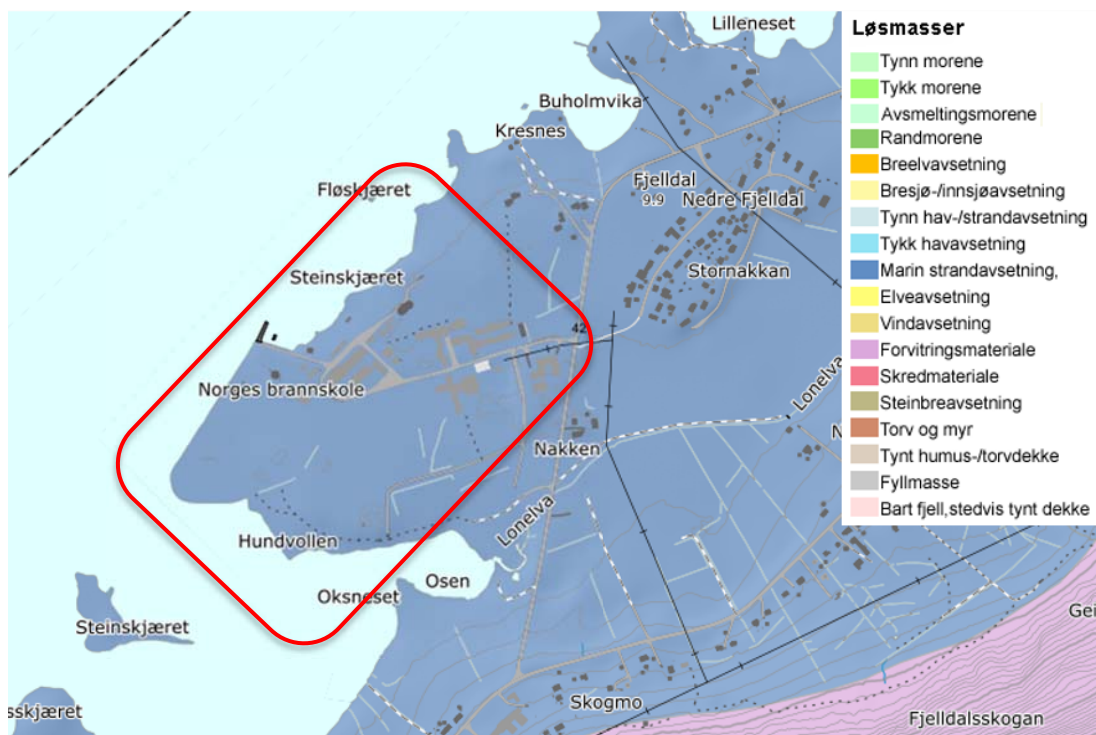 Lilleneset
Buholmvika
Kresnes
Fjelldal
9.9
Nedre Fjelldal
Fløskjæret
Steinskjæret
Stornakkan
42
Norges brannskole
Lonelva
Nakken
N
Lonelva
Hundvollen
Osen
Oksneset
Steinskjæret
Gei
Skogmo
sskjæret
Fjelldalsskogan
Løsmasser
Tynn morene
Tykk morene
Avsmeltingsmorene
Randmorene
Breelvavsetning
Bresjø-/innsjøavsetning
Tynn hav-/strandavsetning
Tykk havavsetning
Marin strandavsetning,
Elveavsetning
Vindavsetning
Forvitringsmateriale
Skredmateriale
Steinbreavsetning
Torv og myr
Tynt humus-/torvdekke
Fyllmasse
Bart fjell,stedvis tynt dekke